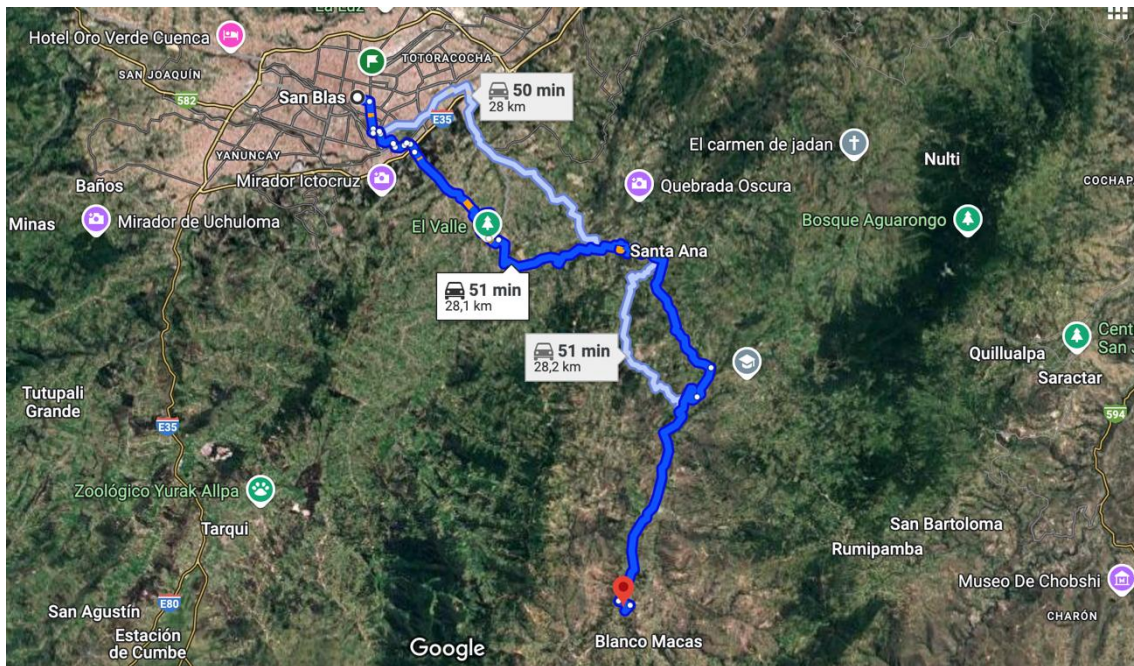 La Luz
Hotel Oro Verde Cuenca
TOTORACOCHA
SAN JOAQUÍN
582
San Blas
50 min
28 km
E35
YANUNCAY
El carmen de jadan
Nulti
COCHAP
Baños
Mirador Ictocruz
Quebrada Oscura
Minas
Mirador de Uchuloma
El Valle
Bosque Aguarongo
Santa Ana
51 min
28,1 km
51 min
28,2 km
Cent
San J
Quillualpa
Saractar
Tutupali
Grande
594
E35
Zoológico Yurak Allpa
Tarqui
San Bartoloma
Rumipamba
Museo De Chobshi
San Agustín
E80
CHARÓN
Estación
de Cumbe
Blanco Macas
Google